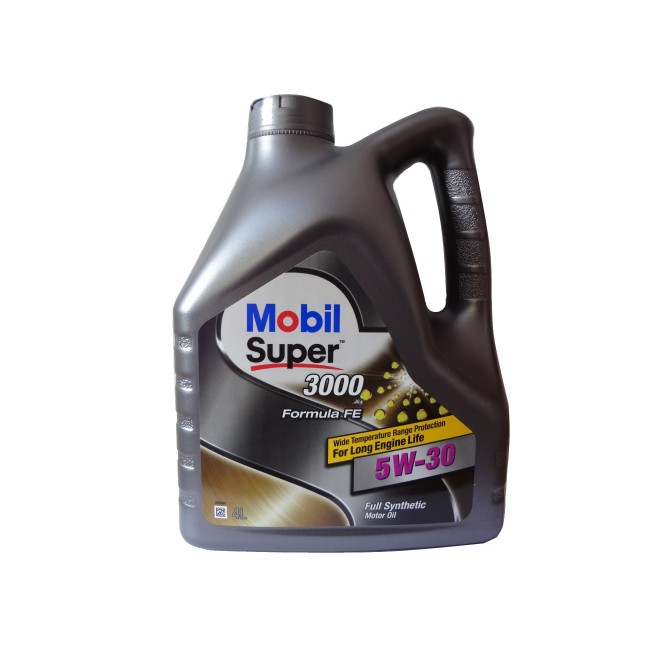 Mobil
Super™
3000
Formula FE
Wide Temperature Range Protection
For Long Engine Life
5W-30
Full Synthetic
Motor Oil
4L